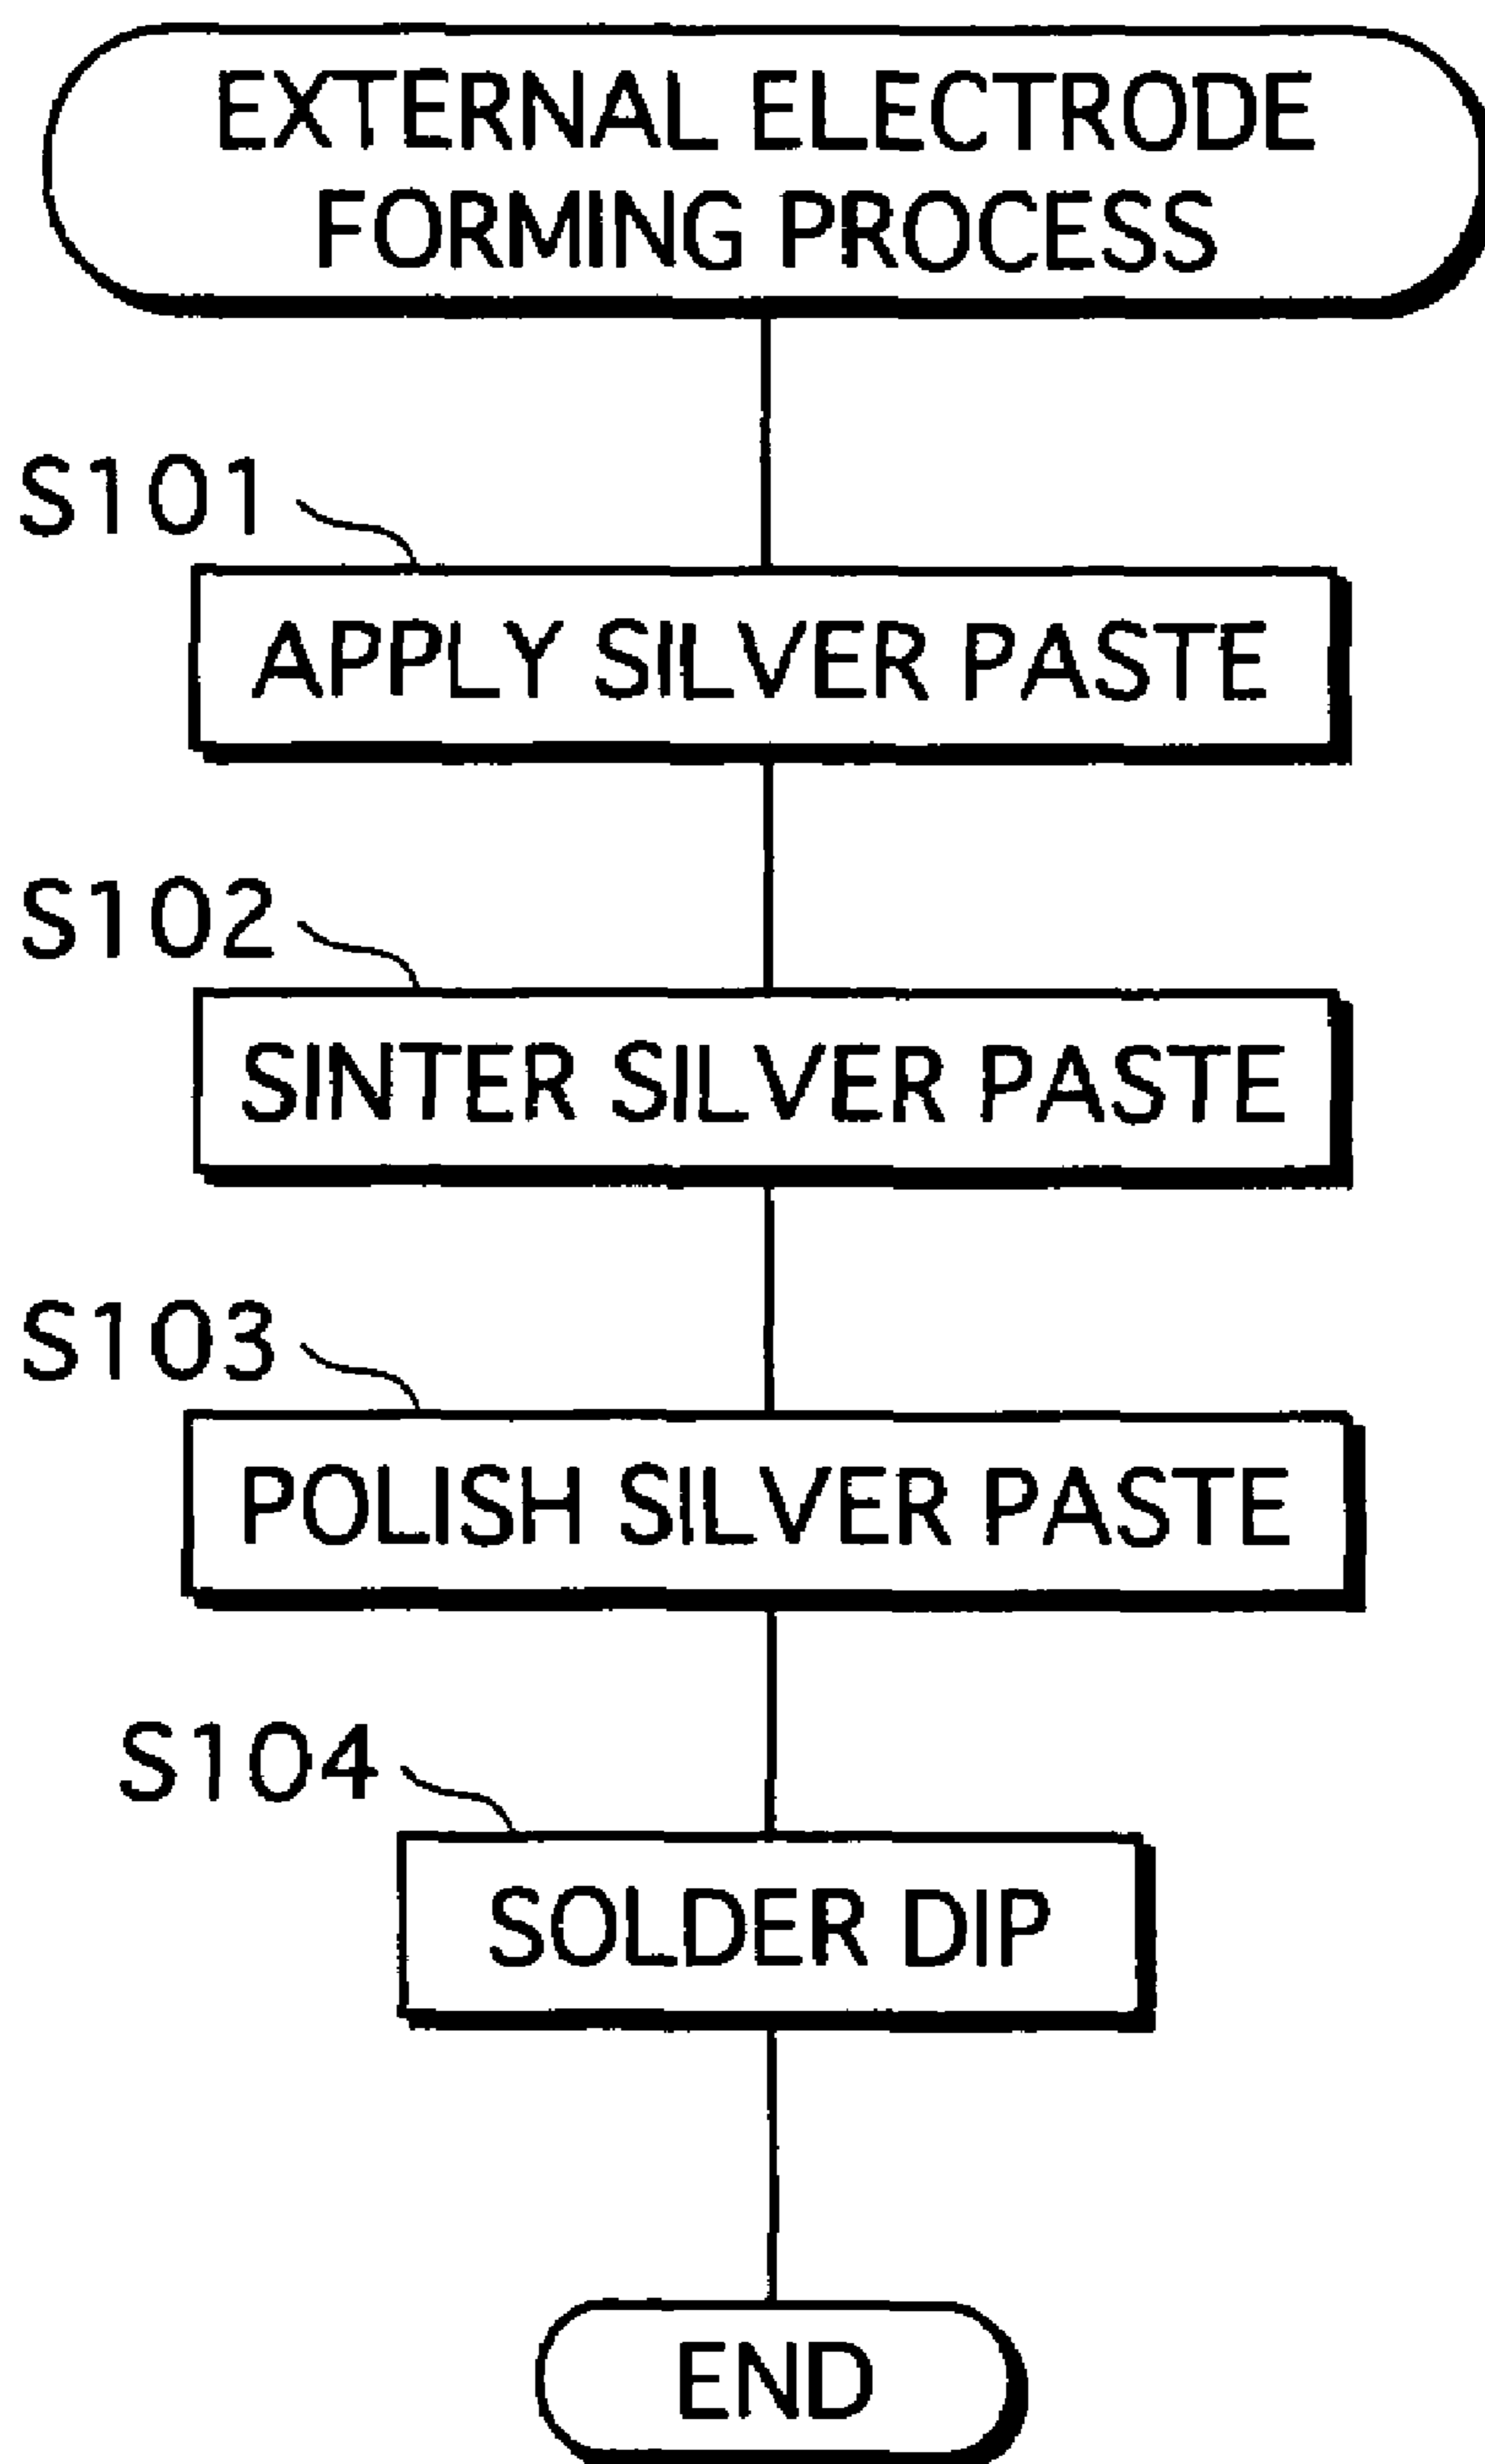 EXTERNAL ELECTRODE
FORMING PROCESS
S101
APPLY SILVER PASTE
S102
SINTER SILVER PASTE
S103
POLISH SILVER PASTE
S104
SOLDER DIP
END